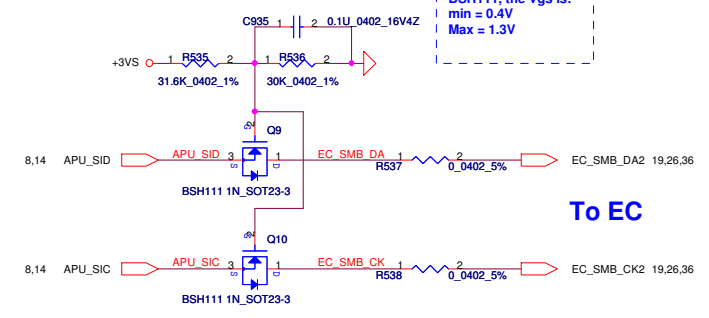 BSH111, the Vgs is:
min = 0.4V
Max = 1.3V
C935
1 2 0.1U_0402_16V4Z
+3VS 1 R535 2 1 R536 2
31.6K_0402_1% 30K_0402_1%
2
G
Q9
8,14 APU_SID APU_SID 3 S D 1 EC_SMB_DA 1 2 EC_SMB_DA2 19,26,36
R537 0_0402_5%
BSH111 1N_SOT23-3
To EC
2
G
Q10
8,14 APU_SIC APU_SIC 3 S D 1 EC_SMB_CK 1 2 EC_SMB_CK2 19,26,36
R538 0_0402_5%
BSH111 1N_SOT23-3